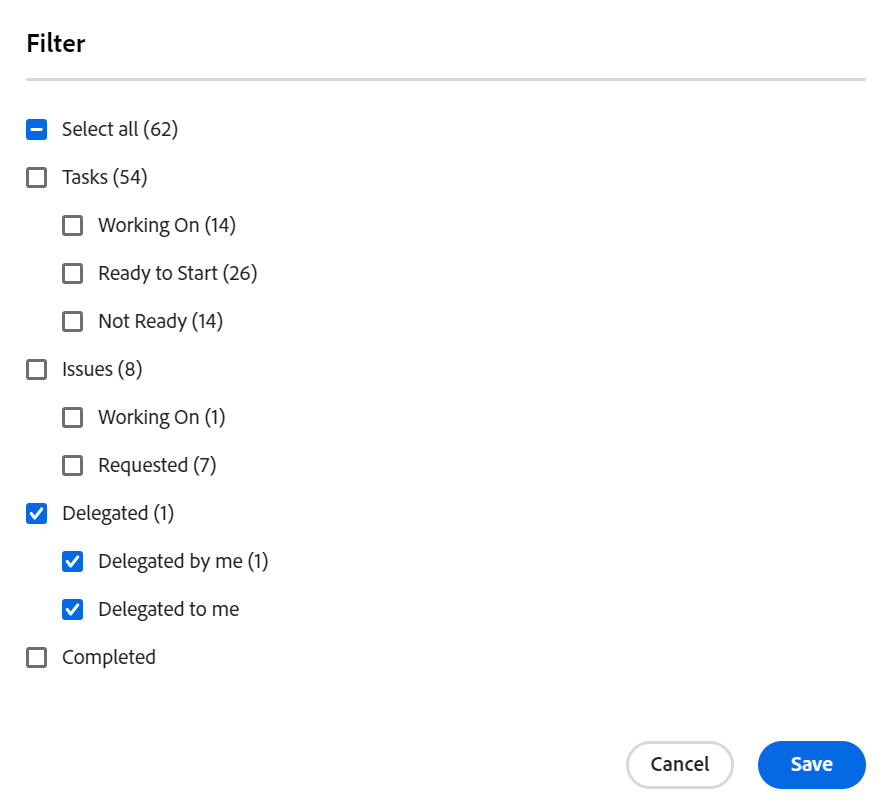 Filter
Select all (62)
Tasks (54)
Working On (14)
Ready to Start (26)
Not Ready (14)
Issues (8)
Working On (1)
Requested (7)
Delegated (1)
Delegated by me (1)
Delegated to me
Completed
Cancel Save